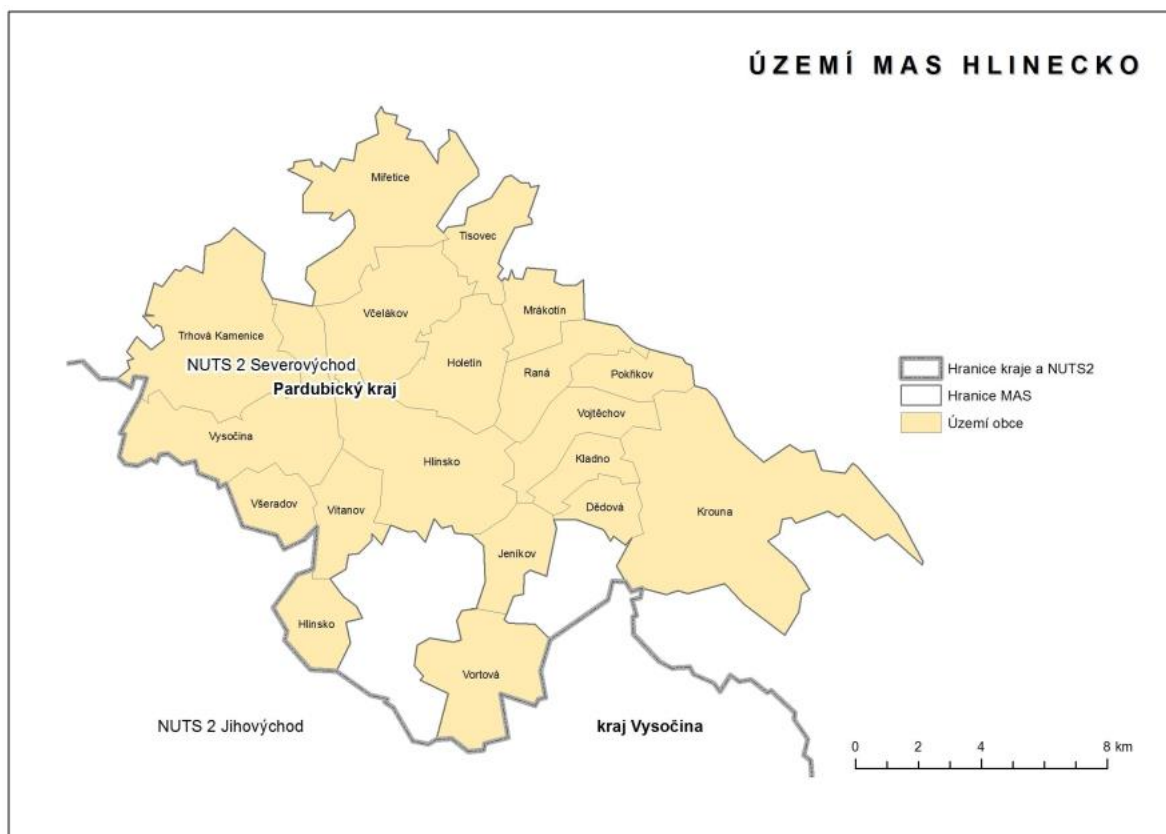 ÚZEMÍ MAS HLINECKO
Miřetice
Tisovec
Včelákov
Mrákotín
Trhová Kamenice
Holetín
NUTS 2 Severovýchod
Raná
Pokřikov
Pardubický kraj
Vojtěchov
Vysočina
Hlinsko
Kladno
Všeradov
Vítanov
Dědová
Krouna
Jeníkov
Hlinsko
Vortová
NUTS 2 Jihovýchod
kraj Vysočina
Hranice kraje a NUTS2
Hranice MAS
Území obce
0 2 4 8 km